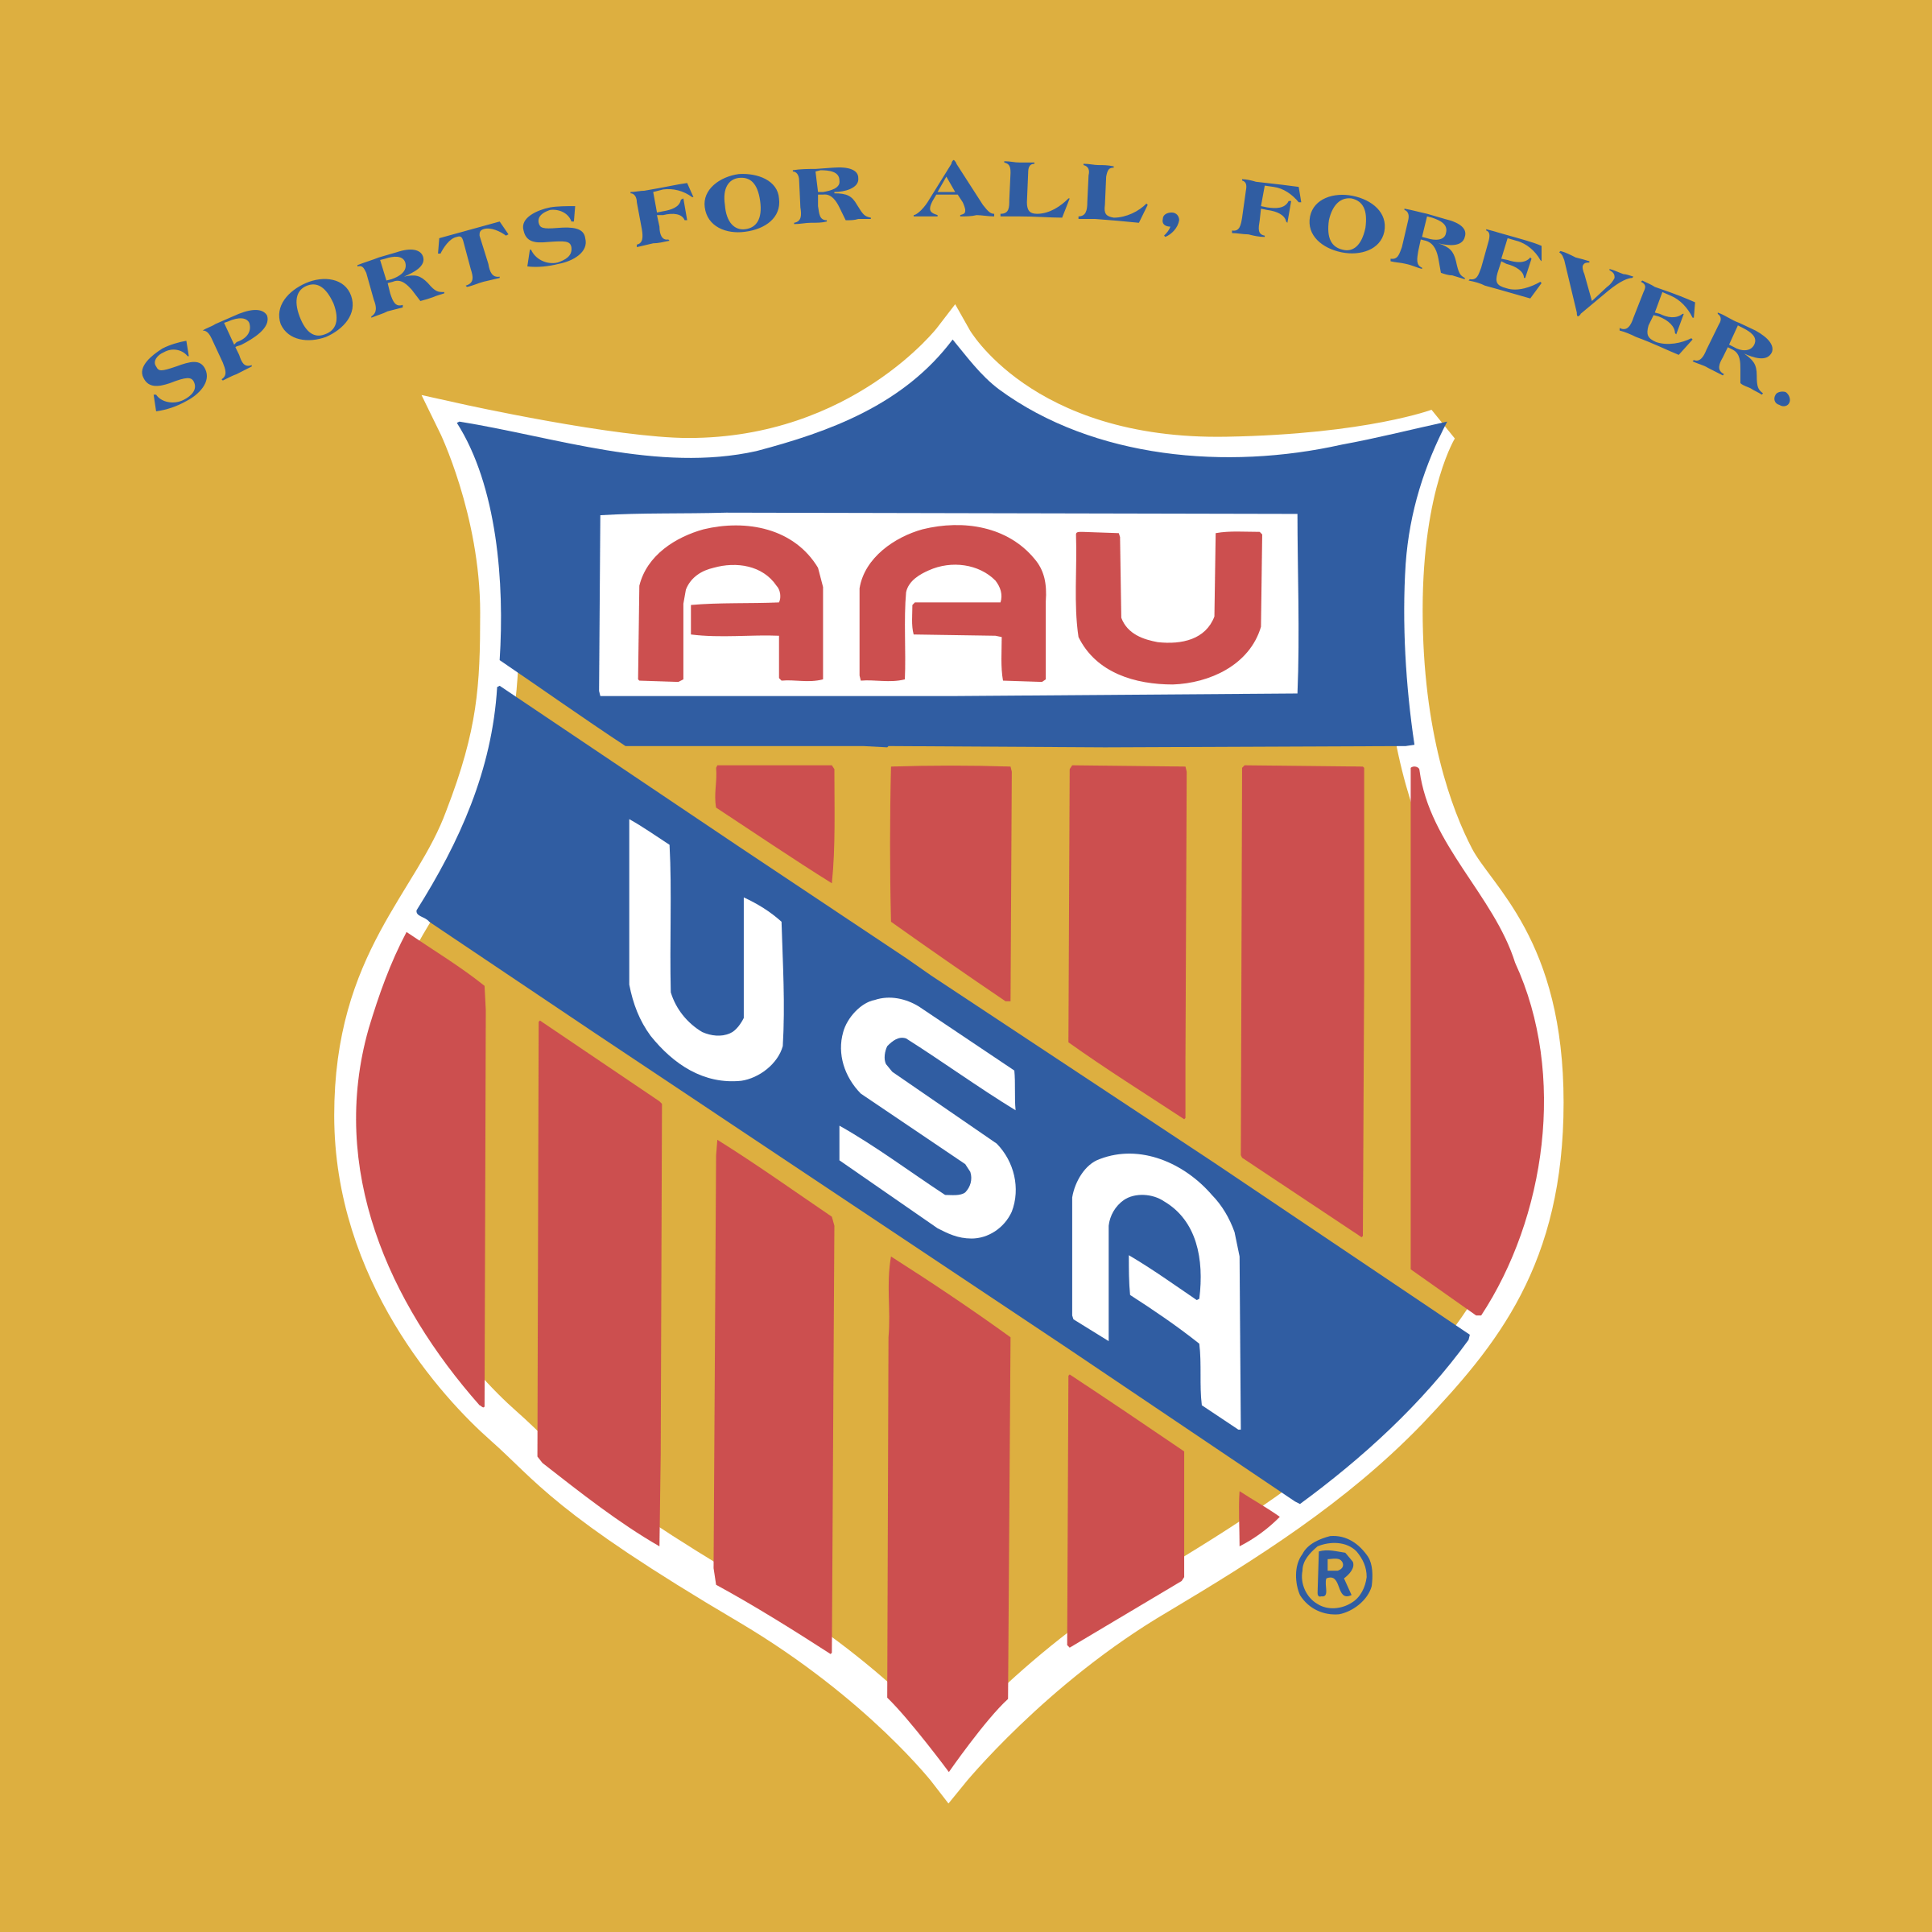 SPORTS FOR ALL, FOREVER.
AAU
USA
®